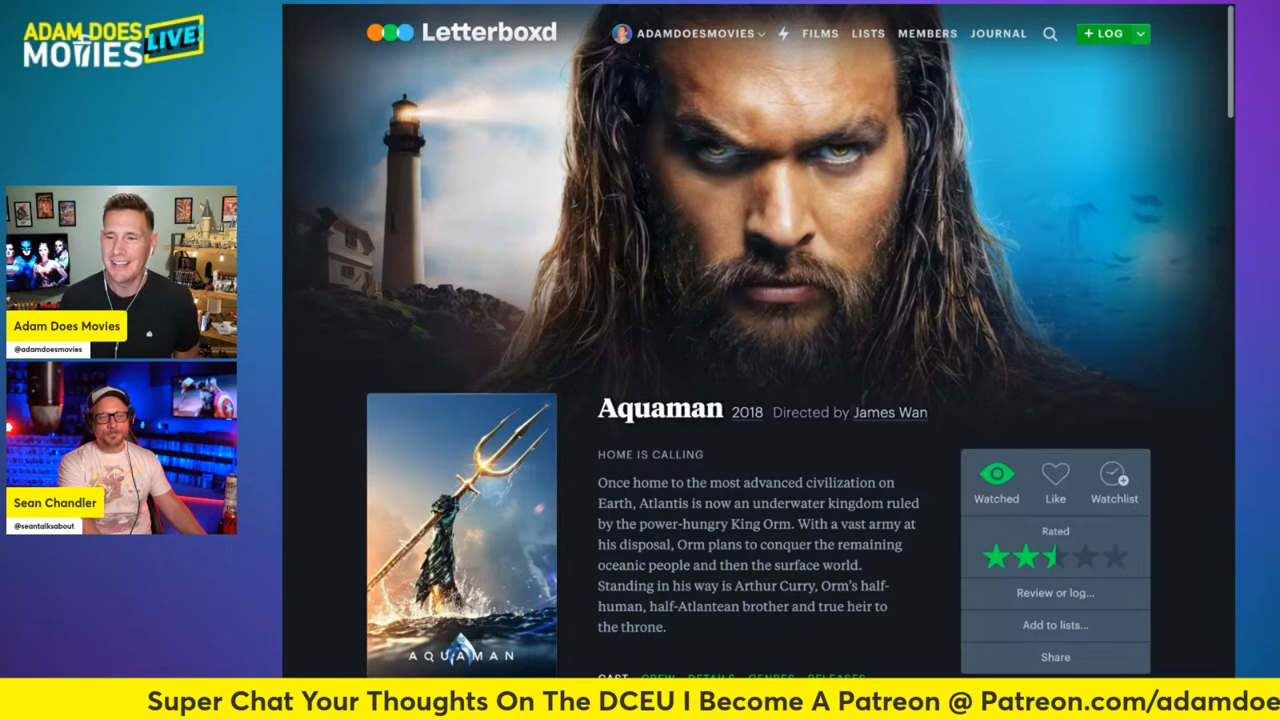 ADAM DOES
MOVIES LIVE!
Letterboxd
ADAMDOESMOVIES FILMS LISTS MEMBERS JOURNAL + LOG
Adam Does Movies
@adamdoesmovies
Sean Chandler
@seantalksabout
AQUAMAN
Aquaman 2018 Directed by James Wan
HOME IS CALLING
Once home to the most advanced civilization on
Earth, Atlantis is now an underwater kingdom ruled
by the power-hungry King Orm. With a vast army at
his disposal, Orm plans to conquer the remaining
oceanic people and then the surface world.
Standing in his way is Arthur Curry, Orm's half-
human, half-Atlantean brother and true heir to
the throne.
CAST CREW DETAILS GENRES RELEASES
Watched Like Watchlist
Rated
Review or log...
Add to lists...
Share
Super Chat Your Thoughts On The DCEU I Become A Patreon @ Patreon.com/adamdoe